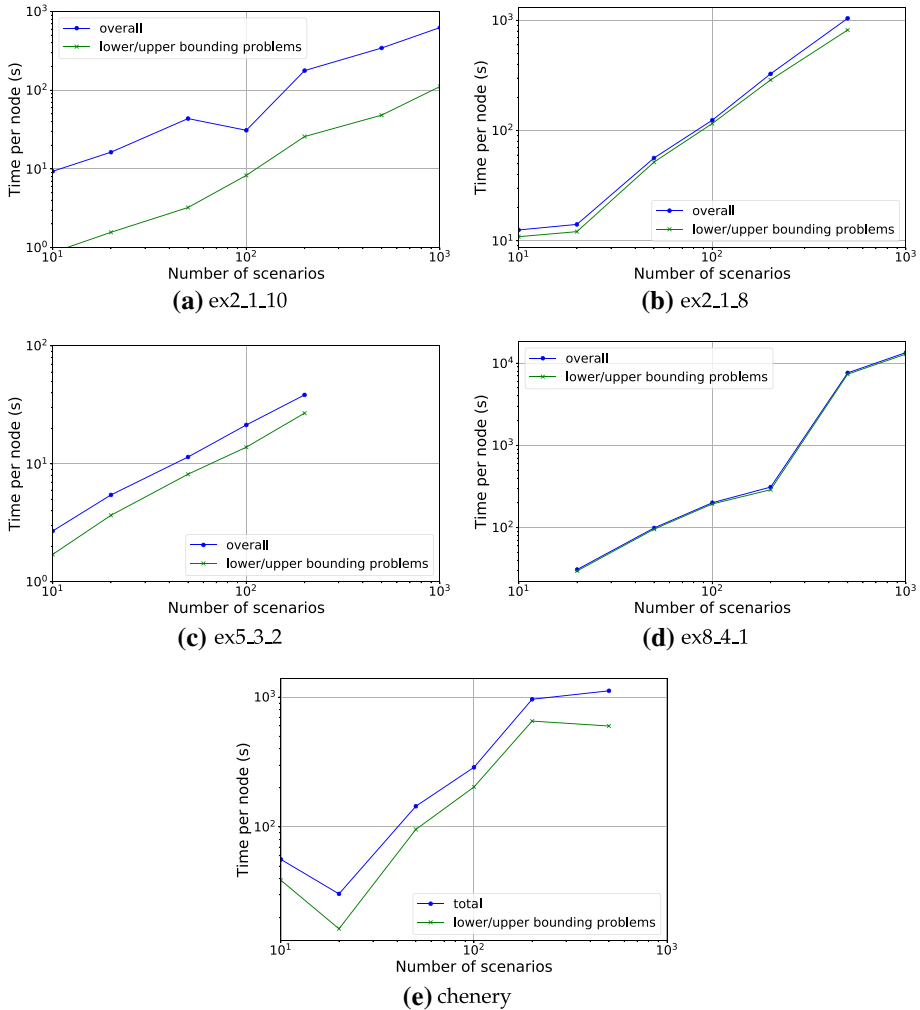 10^3
10^2
10^1
10^0
Time per node (s)
overall
lower/upper bounding problems
10^1
10^2
10^3
Number of scenarios
(a) ex2_1_10
10^3
10^2
10^1
Time per node (s)
overall
lower/upper bounding problems
10^1
10^2
10^3
Number of scenarios
(b) ex2_1_8
10^2
10^1
10^0
Time per node (s)
overall
lower/upper bounding problems
10^1
10^2
10^3
Number of scenarios
(c) ex5_3_2
10^4
10^3
10^2
Time per node (s)
overall
lower/upper bounding problems
10^1
10^2
10^3
Number of scenarios
(d) ex8_4_1
10^3
10^2
Time per node (s)
total
lower/upper bounding problems
10^1
10^2
10^3
Number of scenarios
(e) chenery